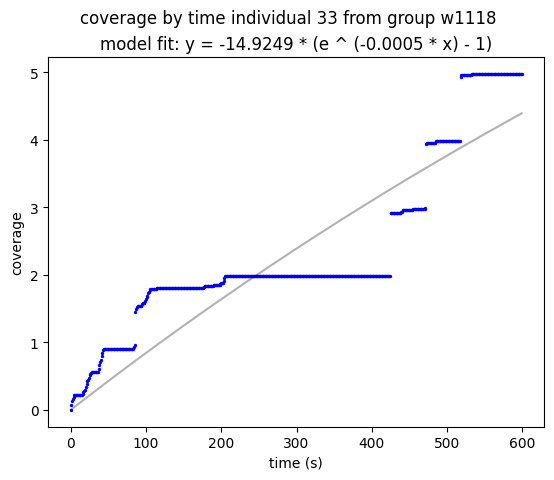 coverage by time individual 33 from group w1118
model fit: y = -14.9249 * (e ^ (-0.0005 * x) - 1)
5
4
3
2
1
0
coverage
0 100 200 300 400 500 600
time (s)